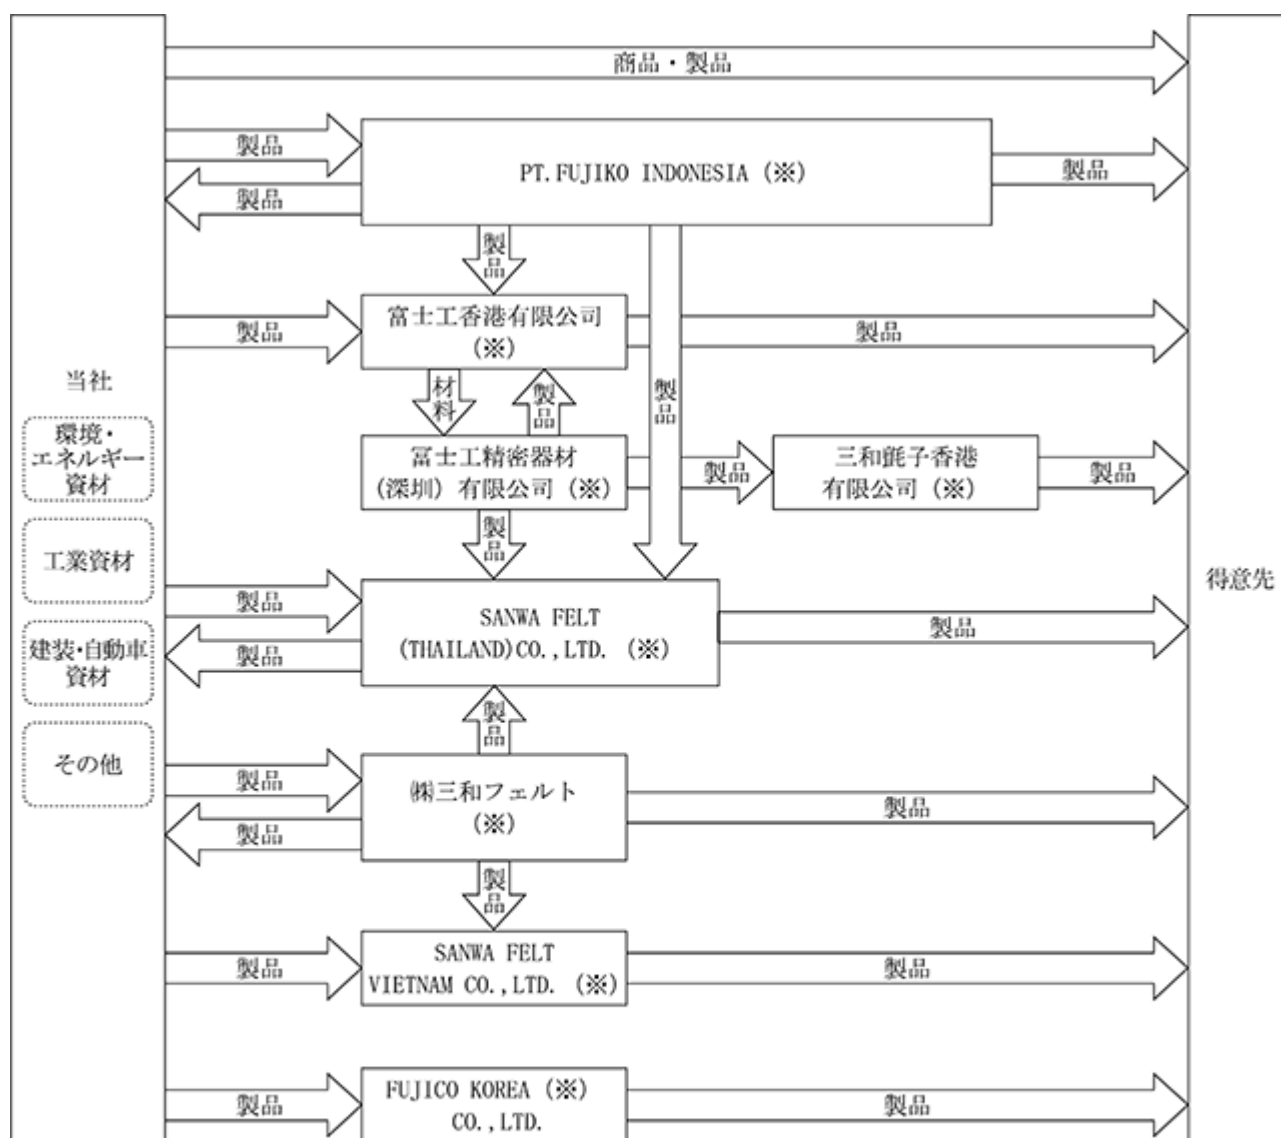 商品・製品
製品
PT.FUJIKO INDONESIA (※)
製品
製品
製品
富士工香港有限公司
(※)
製品
製品
当社
材料
製品
製品
環境・
エネルギー
資材
冨士工精密器材
(深圳) 有限公司 (※)
製品
三和毾子香港
有限公司 (※)
製品
製品
工業資材
得意先
製品
SANWA FELT
(THAILAND)CO.,LTD. (※)
製品
建装・自動車
資材
製品
製品
その他
製品
㈱三和フェルト
(※)
製品
製品
製品
製品
SANWA FELT
VIETNAM CO.,LTD. (※)
製品
製品
FUJICO KOREA (※)
CO.,LTD.
製品